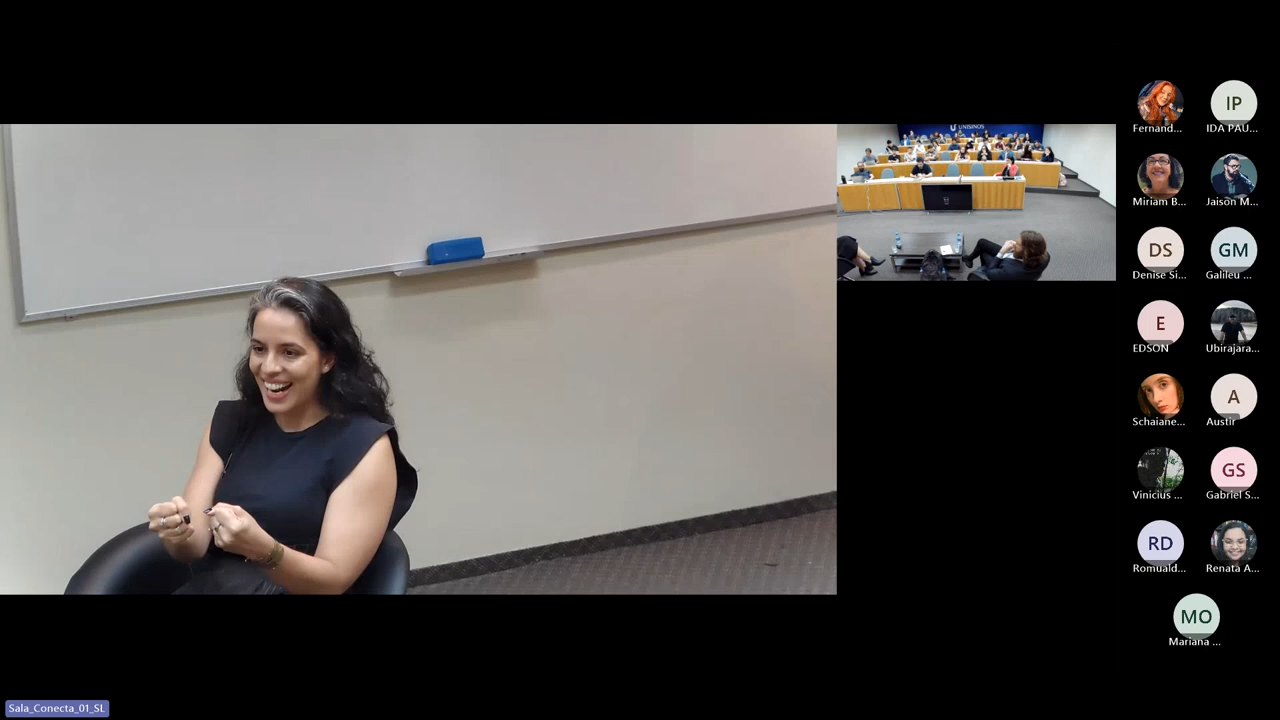 UNISINOS
Fernand...
IP
IDA PAU...
Miriam B...
Jaison M...
DS
Denise Si...
GM
Galileu ...
E
EDSON
Ubirajara...
Schaiane...
A
Austir
Vinicius ...
GS
Gabriel S...
RD
Romuald...
Renata A...
MO
Mariana ...
Sala_Conecta_01_SL